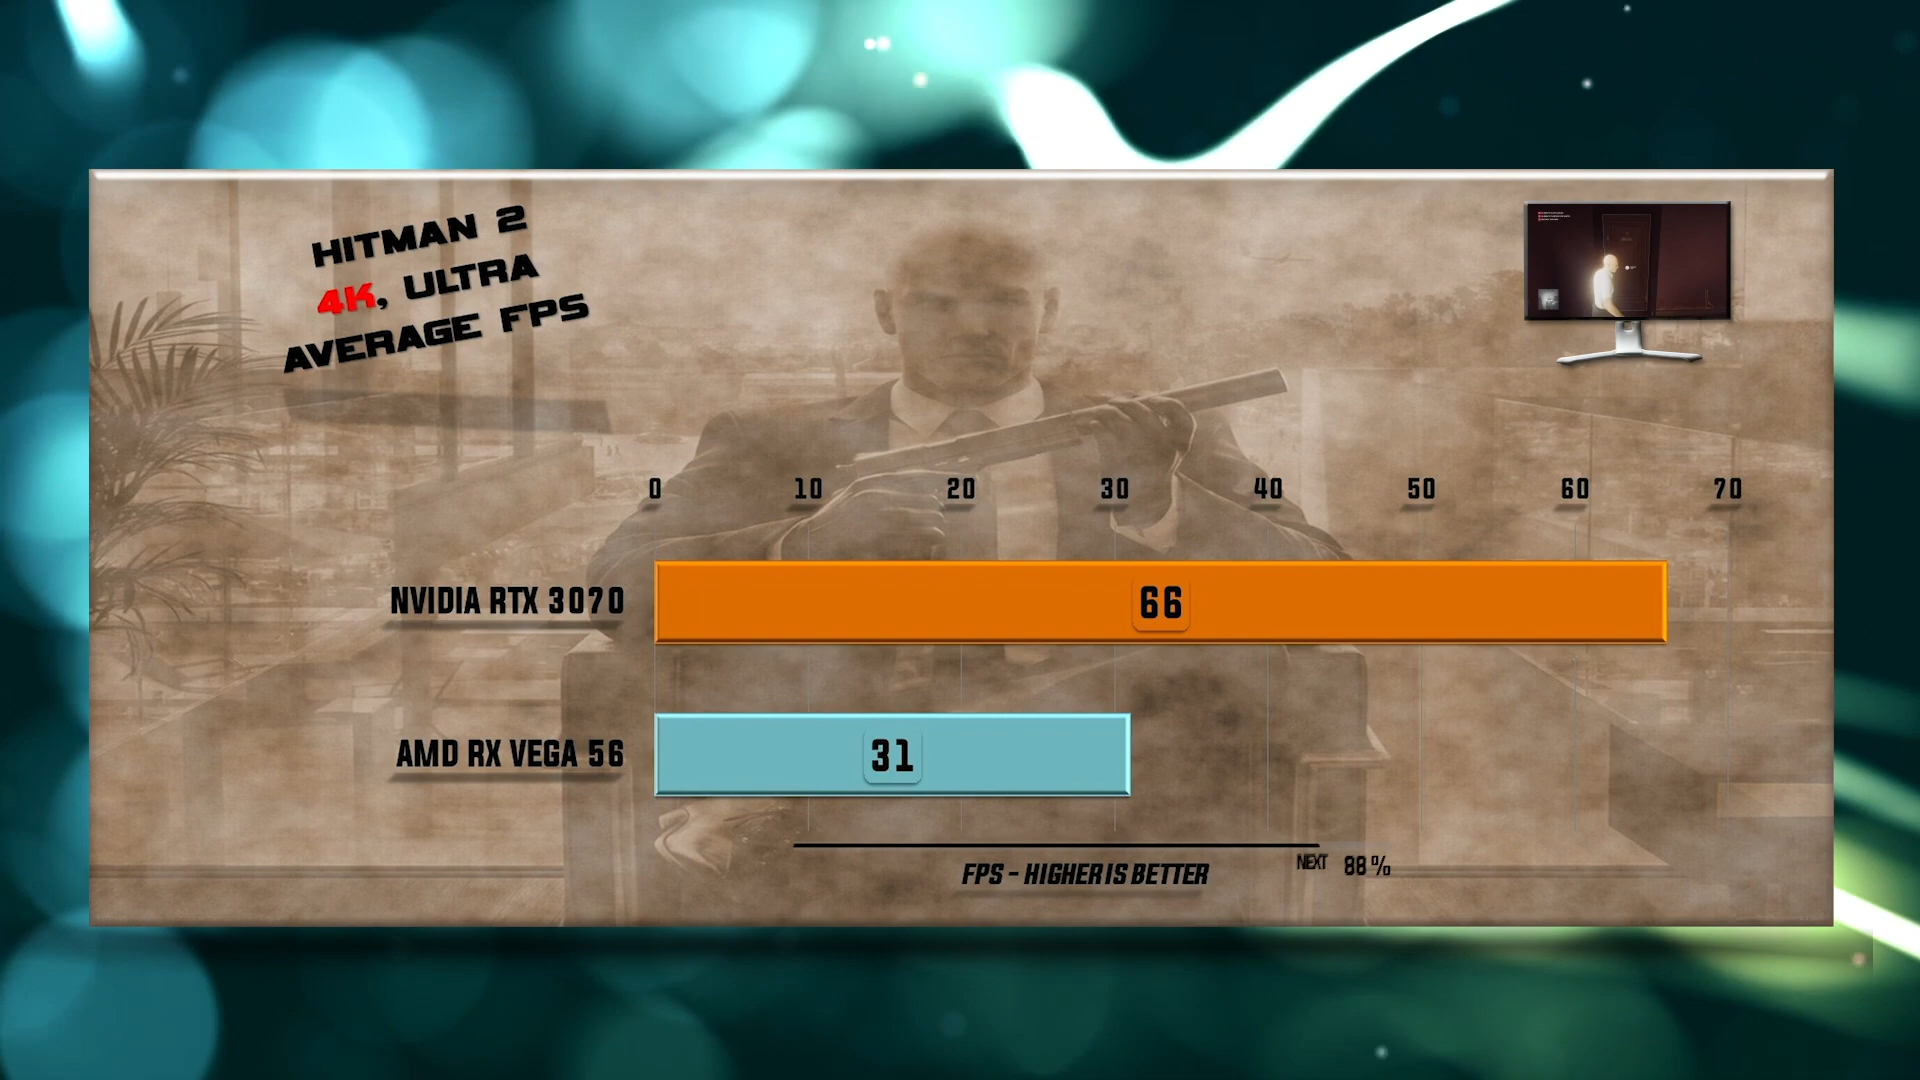 HITMAN 2
4K, ULTRA
AVERAGE FPS
0 10 20 30 40 50 60 70
NVIDIA RTX 3070 66
AMD RX VEGA 56 31
FPS - HIGHER IS BETTER
NEXT 88%